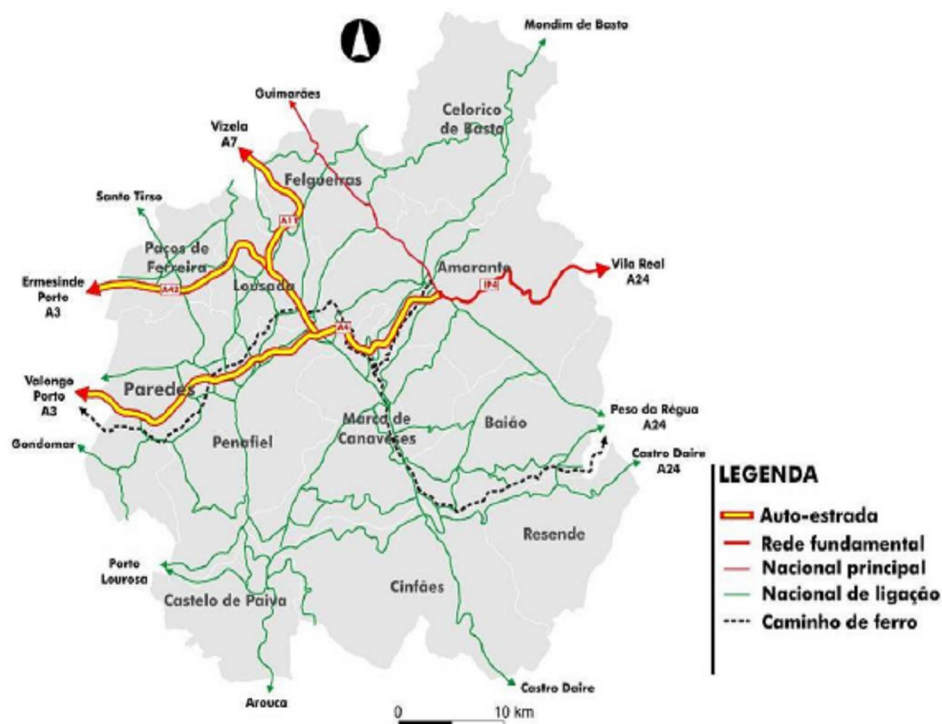 Mondim de Basto
Guimarães
Celorico
de Basto
Vizela
A7
Felgueiras
Santo Tirso
A11
Paços de
Ferreira
Amarante
Vila Real
A24
Ermesinde
Porto
A3
A42
Lousada
IP4
A4
Valongo
Porto
A3
Paredes
Marco de
Canaveses
Baião
Peso da Régua
A24
Gondomar
Penafiel
Castro Daire
A24
LEGENDA
Auto-estrada
Rede fundamental
Nacional principal
Nacional de ligação
Caminho de ferro
Resende
Porto
Lourosa
Castelo de Paiva
Cinfães
Castro Daire
Arouca
0 10 km